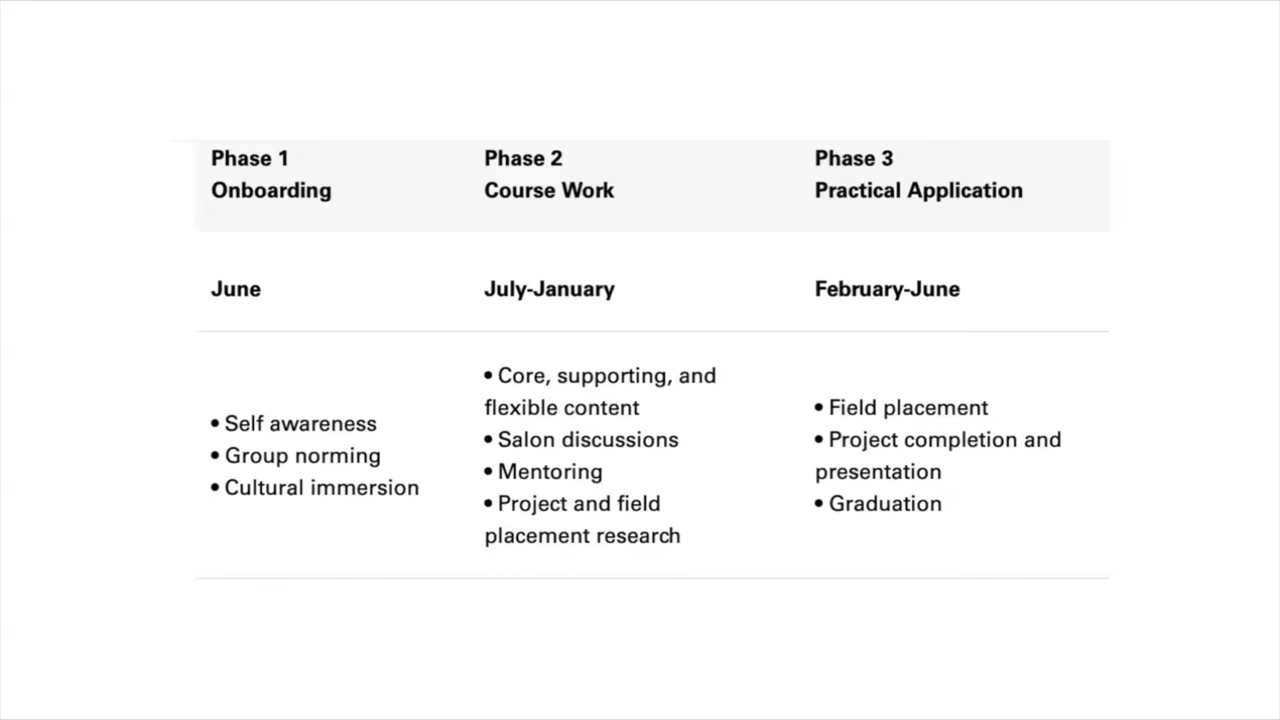 Phase 1
Onboarding
Phase 2
Course Work
Phase 3
Practical Application
June
July-January
February-June
• Self awareness
• Group norming
• Cultural immersion
• Core, supporting, and
flexible content
• Salon discussions
• Mentoring
• Project and field
placement research
• Field placement
• Project completion and
presentation
• Graduation